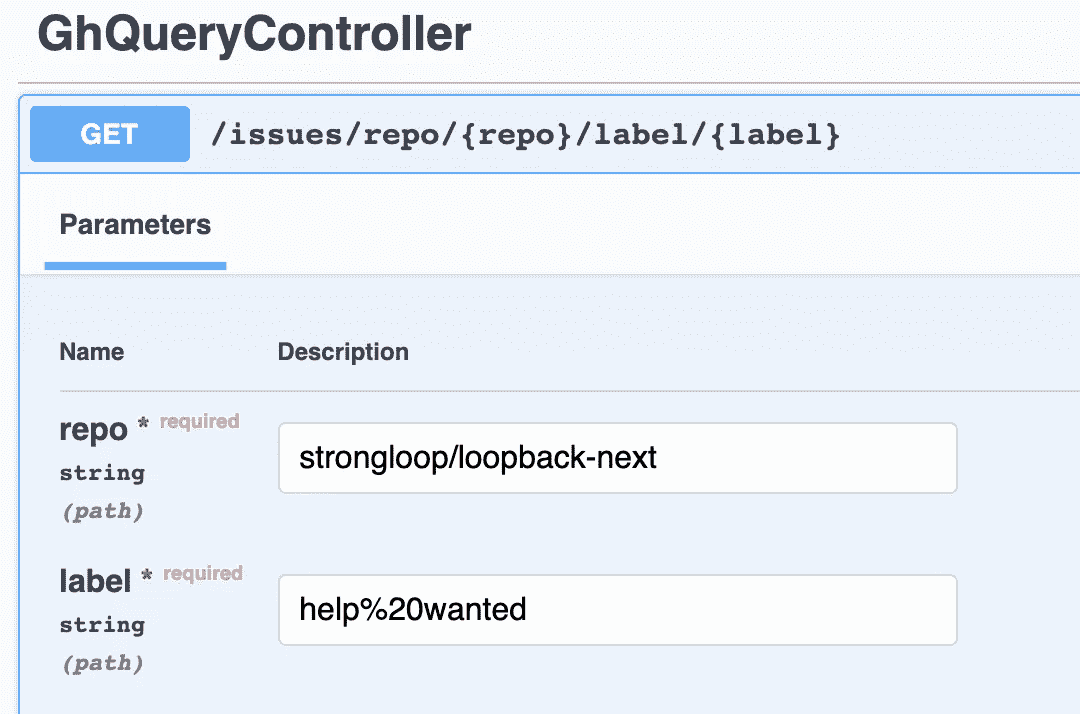 GhQueryController
GET /issues/repo/{repo}/label/{label}
Parameters
Name Description
repo * required
strongloop/loopback-next
string
(path)
label * required
help%20wanted
string
(path)